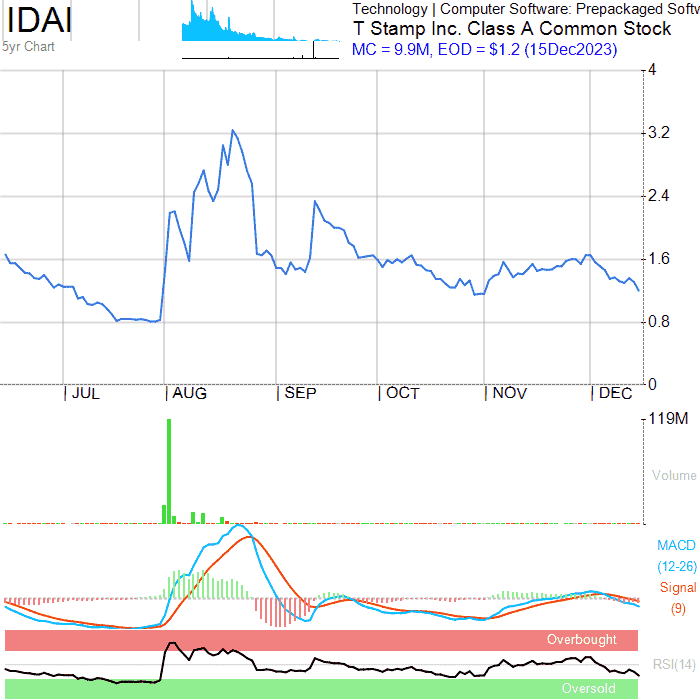 IDAI
5yr Chart
Technology | Computer Software: Prepackaged Softw
T Stamp Inc. Class A Common Stock
MC = 9.9M, EOD = $1.2 (15Dec2023)
4
3.2
2.4
1.6
0.8
0
JUL AUG SEP OCT NOV DEC
119M
Volume
MACD
(12-26)
Signal
(9)
Overbought
RSI(14)
Oversold